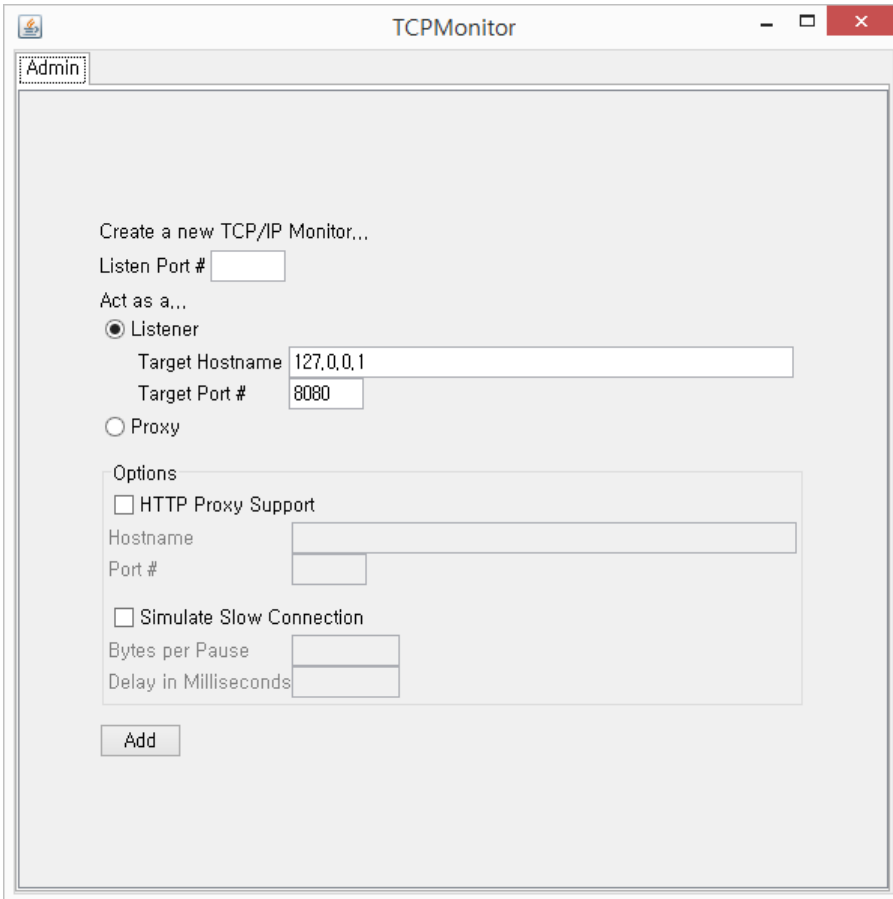 TCPMonitor
Admin
Create a new TCP/IP Monitor...
Listen Port #
Act as a...
Listener
Target Hostname 127.0.0.1
Target Port # 8080
Proxy
Options
HTTP Proxy Support
Hostname
Port #
Simulate Slow Connection
Bytes per Pause
Delay in Milliseconds
Add